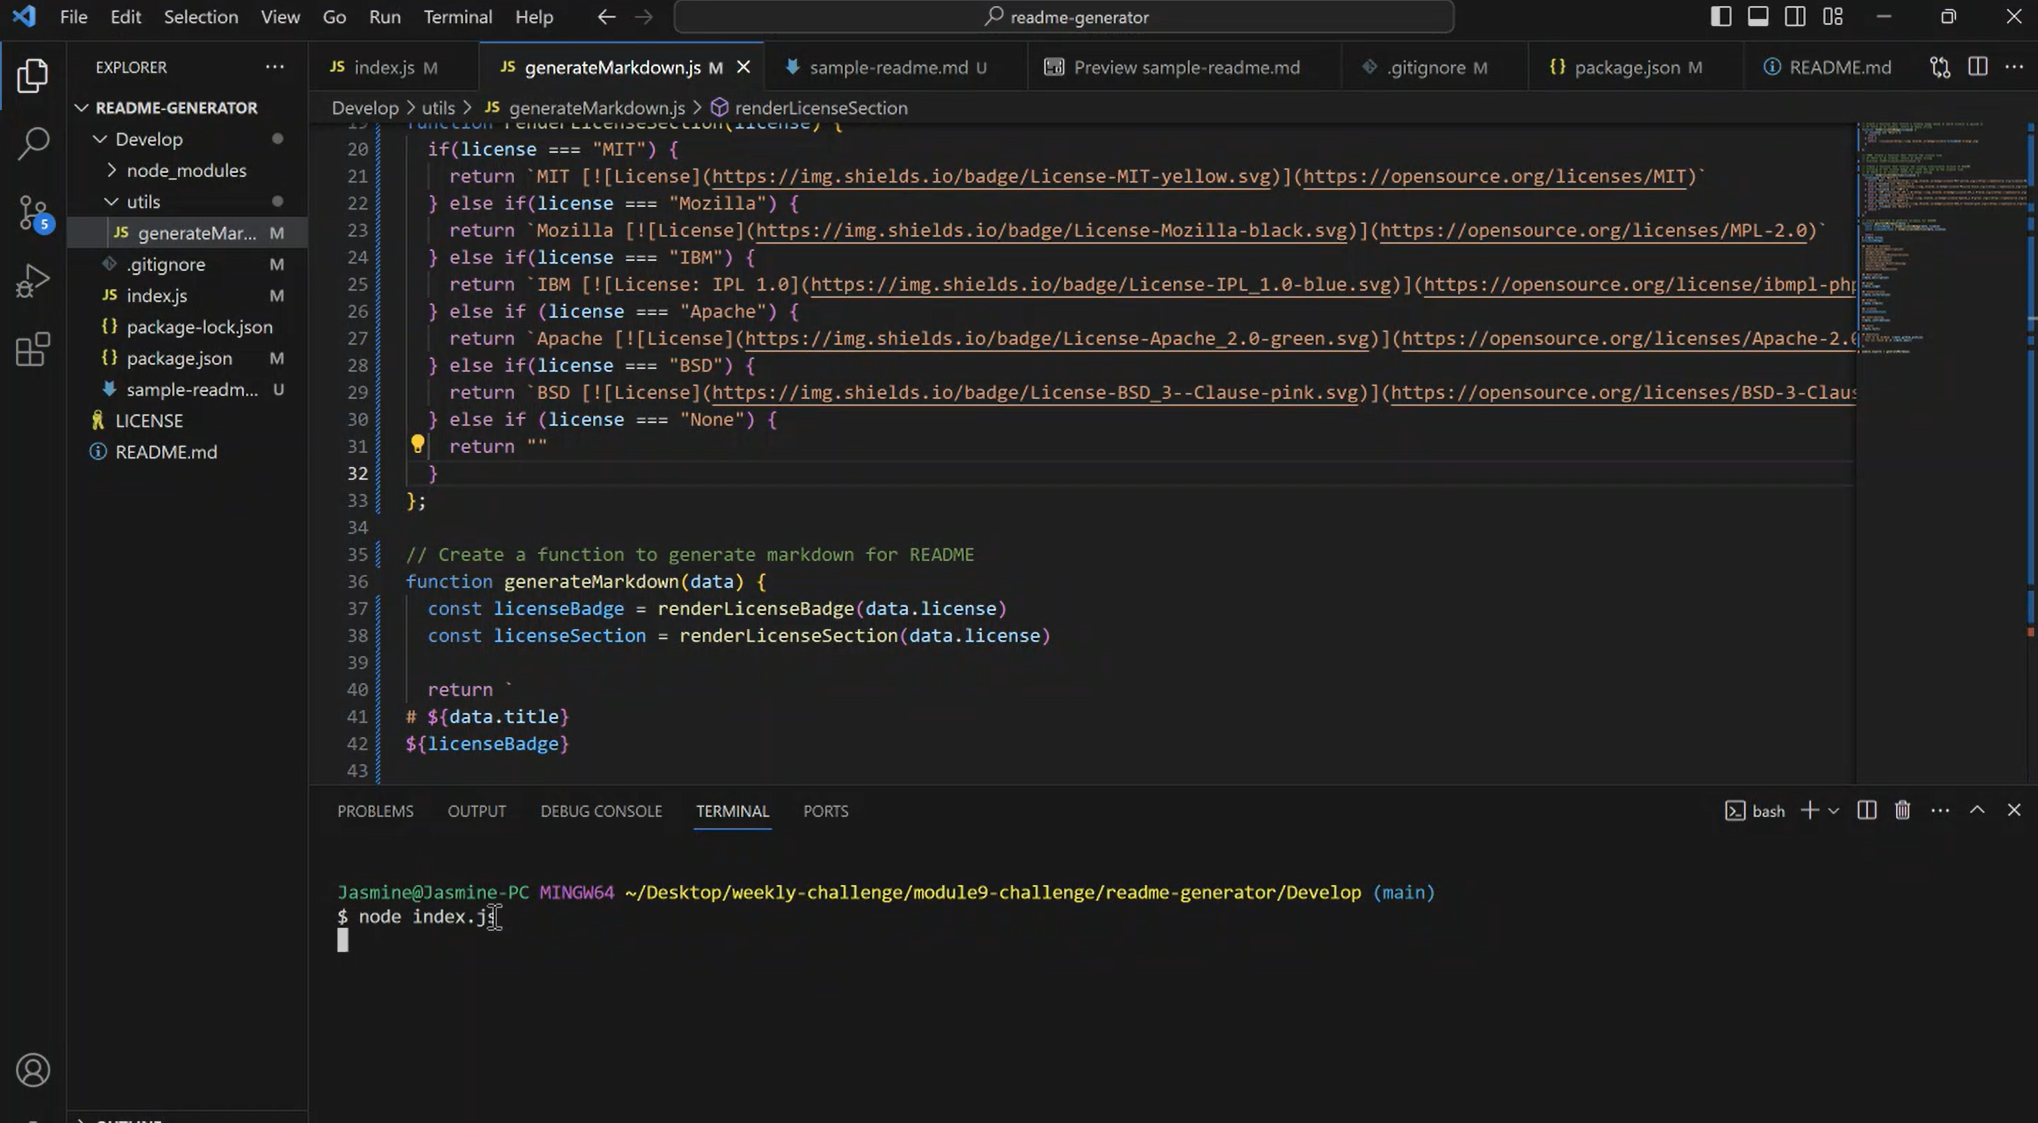 File Edit Selection View Go Run Terminal Help readme-generator
EXPLORER
index.js M generateMarkdown.js M sample-readme.md U Preview sample-readme.md .gitignore M package.json M README.md
README-GENERATOR
Develop
node_modules
utils
generateMar... M
.gitignore M
index.js M
package-lock.json
package.json M
sample-readm... U
LICENSE
README.md
5
Develop > utils > JS generateMarkdown.js > renderLicenseSection
19 function renderLicenseSection(license) {
20 if(license === "MIT") {
21 return `MIT [![License](https://img.shields.io/badge/License-MIT-yellow.svg)](https://opensource.org/licenses/MIT)`
22 } else if(license === "Mozilla") {
23 return `Mozilla [![License](https://img.shields.io/badge/License-Mozilla-black.svg)](https://opensource.org/licenses/MPL-2.0)`
24 } else if(license === "IBM") {
25 return `IBM [![License: IPL 1.0](https://img.shields.io/badge/License-IPL_1.0-blue.svg)](https://opensource.org/license/ibmpl-php
26 } else if (license === "Apache") {
27 return `Apache [![License](https://img.shields.io/badge/License-Apache_2.0-green.svg)](https://opensource.org/licenses/Apache-2.0
28 } else if(license === "BSD") {
29 return `BSD [![License](https://img.shields.io/badge/License-BSD_3--Clause-pink.svg)](https://opensource.org/licenses/BSD-3-Claus
30 } else if (license === "None") {
31 return ""
32 }
33 };
34
35 // Create a function to generate markdown for README
36 function generateMarkdown(data) {
37 const licenseBadge = renderLicenseBadge(data.license)
38 const licenseSection = renderLicenseSection(data.license)
39
40 return `
41 # ${data.title}
42 ${licenseBadge}
43
PROBLEMS OUTPUT DEBUG CONSOLE TERMINAL PORTS bash
Jasmine@Jasmine-PC MINGW64 ~/Desktop/weekly-challenge/module9-challenge/readme-generator/Develop (main)
$ node index.js